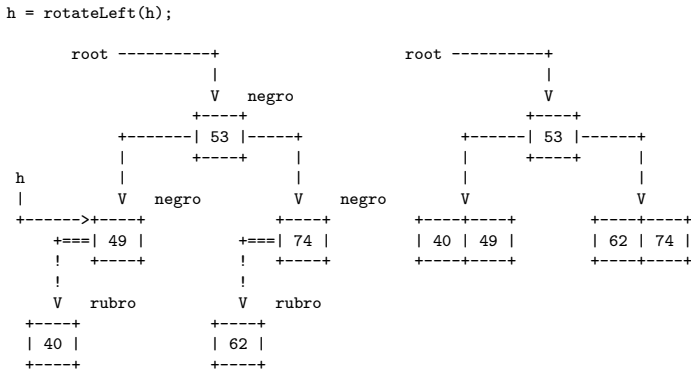 h = rotateLeft(h);
root ----------+ root ----------+
| |
V negro V
+----+ +----+
+-------| 53 |-----+ +------| 53 |------+
| +----+ | | +----+ |
h | | | |
| V negro V negro V V
+------>+----+ +----+ +----+----+ +----+----+
+===| 49 | +===| 74 | | 40 | 49 | | 62 | 74 |
! +----+ ! +----+ +----+----+ +----+----+
! !
V rubro V rubro
+----+ +----+
| 40 | | 62 |
+----+ +----+